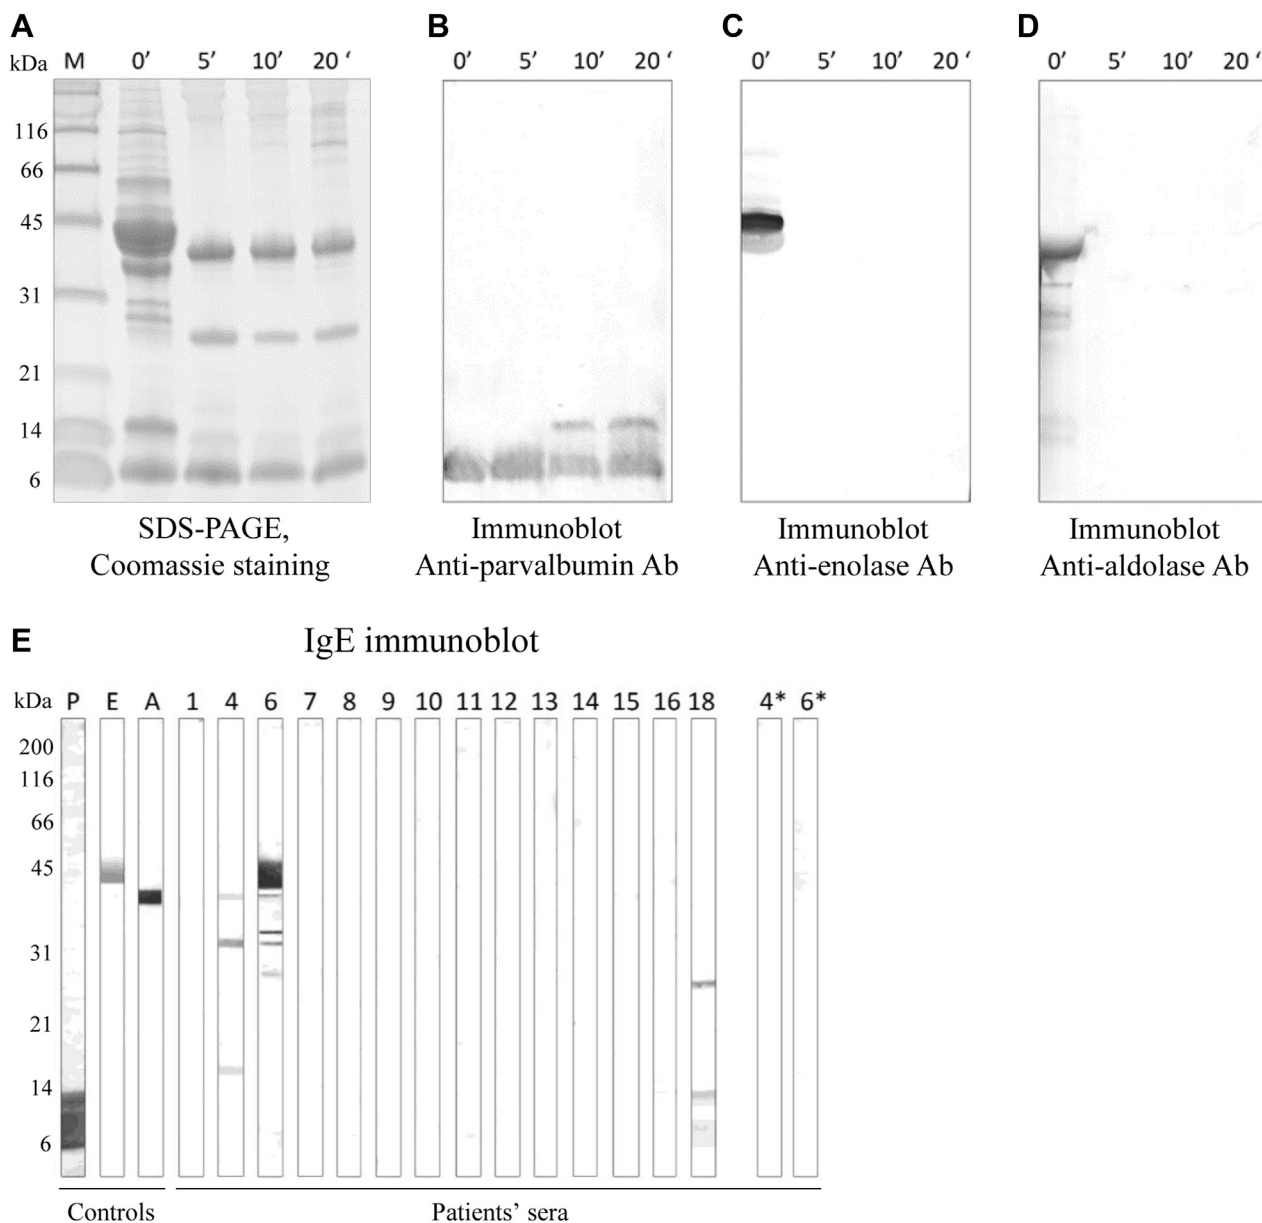 A B C D
kDa M 0’ 5’ 10’ 20 ‘ 0’ 5’ 10’ 20 ‘ 0’ 5’ 10’ 20 ‘ 0’ 5’ 10’ 20 ‘
116
66
45
31
21
14
6
SDS-PAGE,
Coomassie staining
Immunoblot
Anti-parvalbumin Ab
Immunoblot
Anti-enolase Ab
Immunoblot
Anti-aldolase Ab
E IgE immunoblot
kDa P E A 1 4 6 7 8 9 10 11 12 13 14 15 16 18 4* 6*
200
116
66
45
31
21
14
6
Controls Patients’ sera